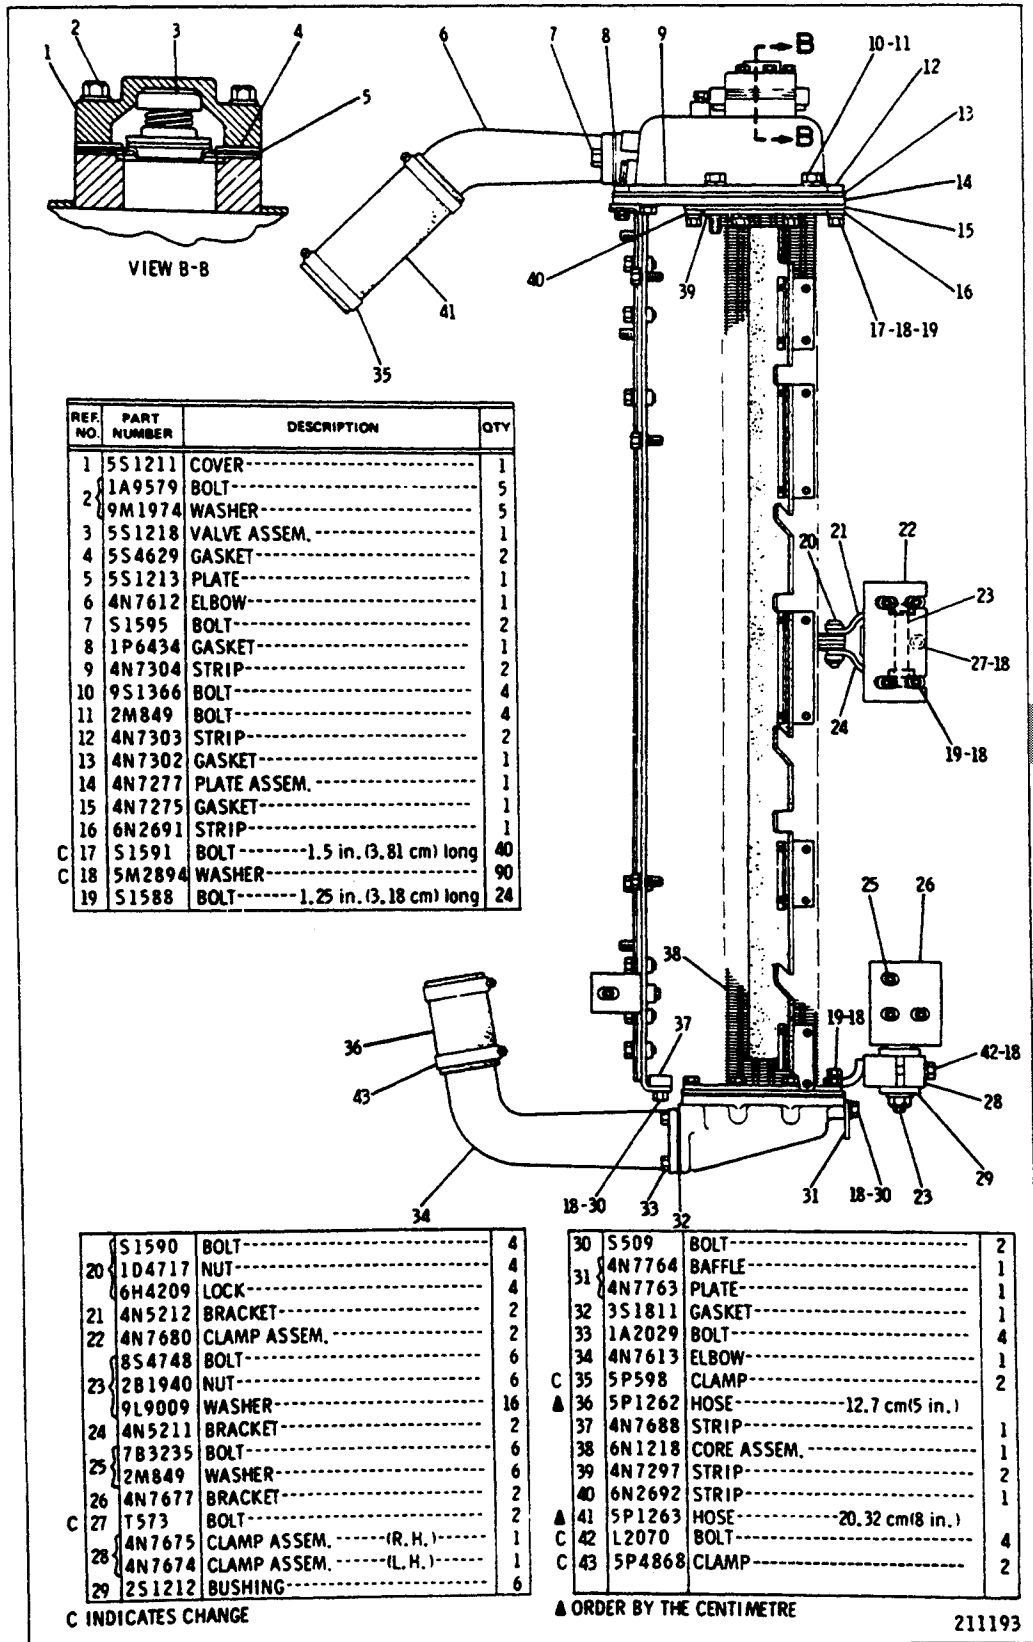 2 3 4 6 7 8 9 B 10-11
1 12
5 B 13
14
15
VIEW B-B 40 39 16
41 17-18-19
35
REF. NO. PART NUMBER DESCRIPTION QTY
1 5S1211 COVER 1
2 1A9579 BOLT 5
9M1974 WASHER 5
3 5S1218 VALVE ASSEM. 1
4 5S4629 GASKET 2
5 5S1213 PLATE 1
6 4N7612 ELBOW 1
7 S1595 BOLT 2
8 1P6434 GASKET 1
9 4N7304 STRIP 2
10 9S1366 BOLT 4
11 2M849 BOLT 4
12 4N7303 STRIP 2
13 4N7302 GASKET 1
14 4N7277 PLATE ASSEM. 1
15 4N7275 GASKET 1
16 6N2691 STRIP 1
C 17 S1591 BOLT 1.5 in. (3.81 cm) long 40
C 18 5M2894 WASHER 90
19 S1588 BOLT 1.25 in. (3.18 cm) long 24
20 21 22
23
27-18
24
19-18
25 26
38
36 37 19-18
42-18
43 28
29
18-30 33 31 18-30 23
34 32
20 S1590 BOLT 4
1D4717 NUT 4
6H4209 LOCK 4
21 4N5212 BRACKET 2
22 4N7680 CLAMP ASSEM. 2
23 8S4748 BOLT 6
2B1940 NUT 6
9L9009 WASHER 16
24 4N5211 BRACKET 2
25 7B3235 BOLT 6
2M849 WASHER 6
26 4N7677 BRACKET 2
C 27 T573 BOLT 2
28 4N7675 CLAMP ASSEM. (R.H.) 1
4N7674 CLAMP ASSEM. (L.H.) 1
29 2S1212 BUSHING 6
C INDICATES CHANGE
30 S509 BOLT 2
31 4N7764 BAFFLE 1
4N7763 PLATE 1
32 3S1811 GASKET 1
33 1A2029 BOLT 4
34 4N7613 ELBOW 1
C 35 5P598 CLAMP 2
▲ 36 5P1262 HOSE 12.7 cm(5 in.)
37 4N7688 STRIP 1
38 6N1218 CORE ASSEM. 1
39 4N7297 STRIP 2
40 6N2692 STRIP 1
▲ 41 5P1263 HOSE 20.32 cm(8 in.)
C 42 L2070 BOLT 4
C 43 5P4868 CLAMP 2
▲ ORDER BY THE CENTIMETRE
211193